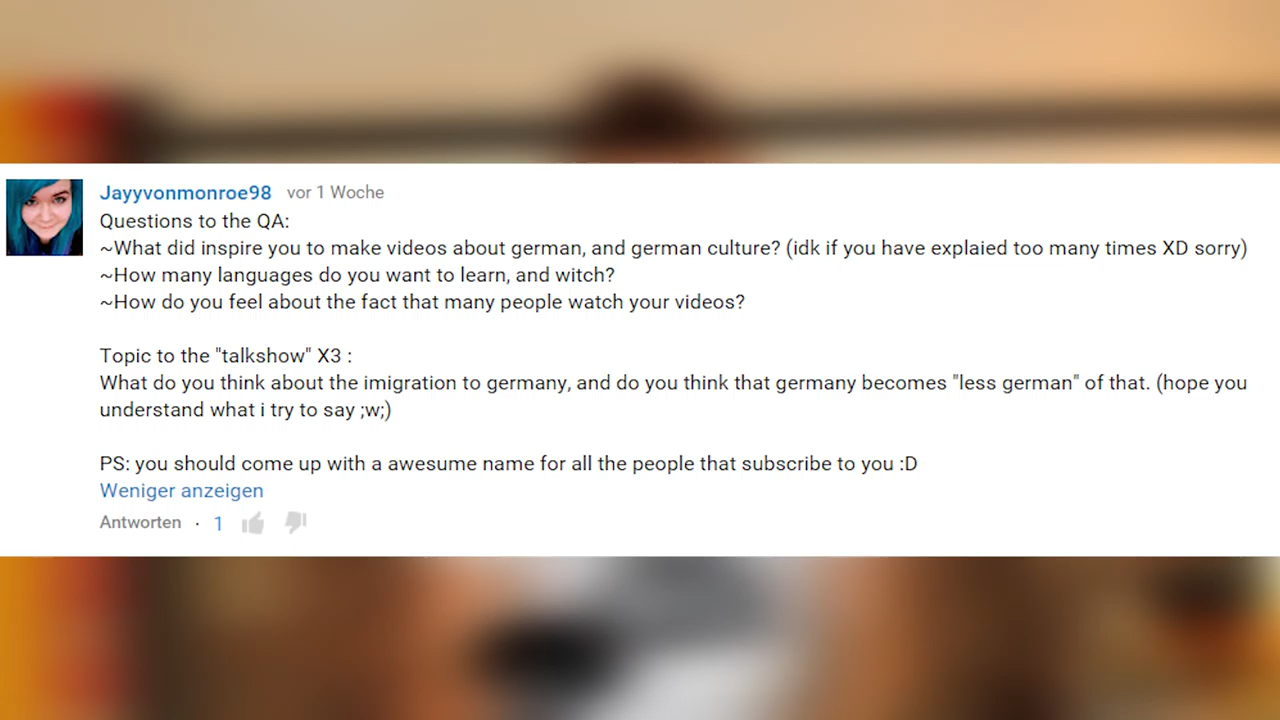 Jayyvonmonroe98 vor 1 Woche
Questions to the QA:
~What did inspire you to make videos about german, and german culture? (idk if you have explaied too many times XD sorry)
~How many languages do you want to learn, and witch?
~How do you feel about the fact that many people watch your videos?
Topic to the "talkshow" X3 :
What do you think about the imigration to germany, and do you think that germany becomes "less german" of that. (hope you
understand what i try to say ;w;)
PS: you should come up with a awesume name for all the people that subscribe to you :D
Weniger anzeigen
Antworten · 1